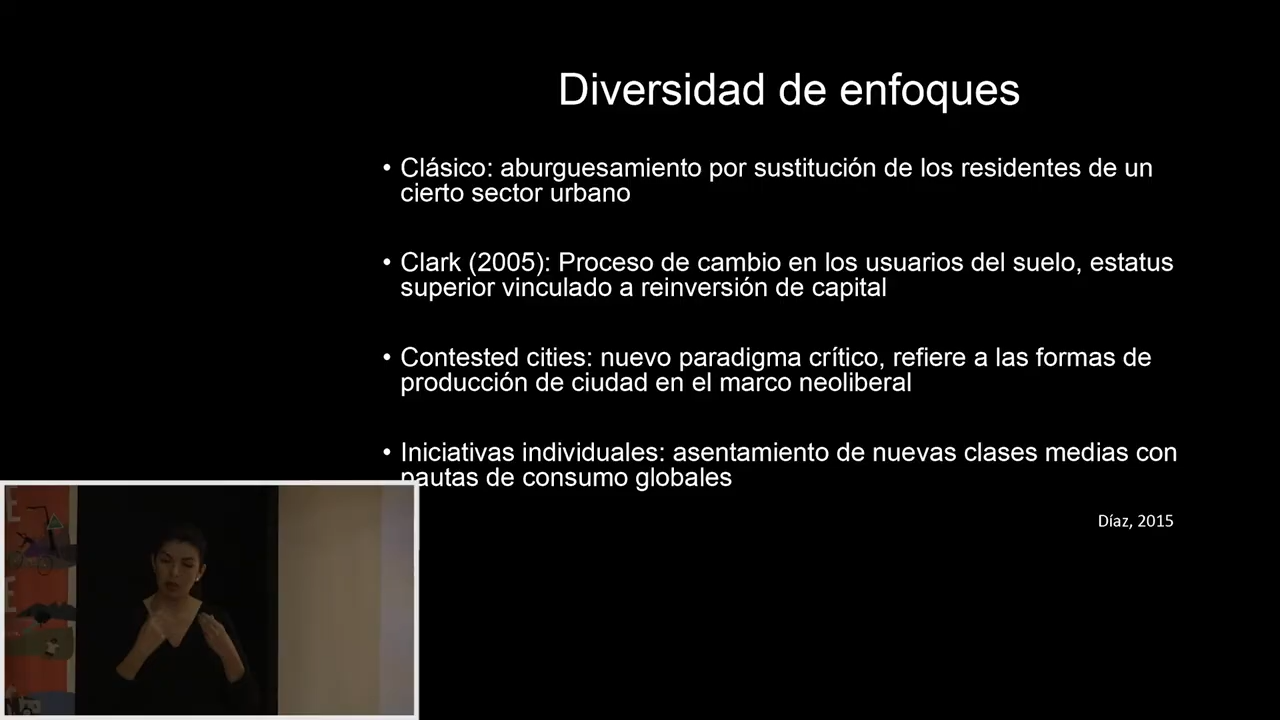 Diversidad de enfoques
• Clásico: aburguesamiento por sustitución de los residentes de un
cierto sector urbano
• Clark (2005): Proceso de cambio en los usuarios del suelo, estatus
superior vinculado a reinversión de capital
• Contested cities: nuevo paradigma crítico, refiere a las formas de
producción de ciudad en el marco neoliberal
• Iniciativas individuales: asentamiento de nuevas clases medias con
pautas de consumo globales
Díaz, 2015
E
E